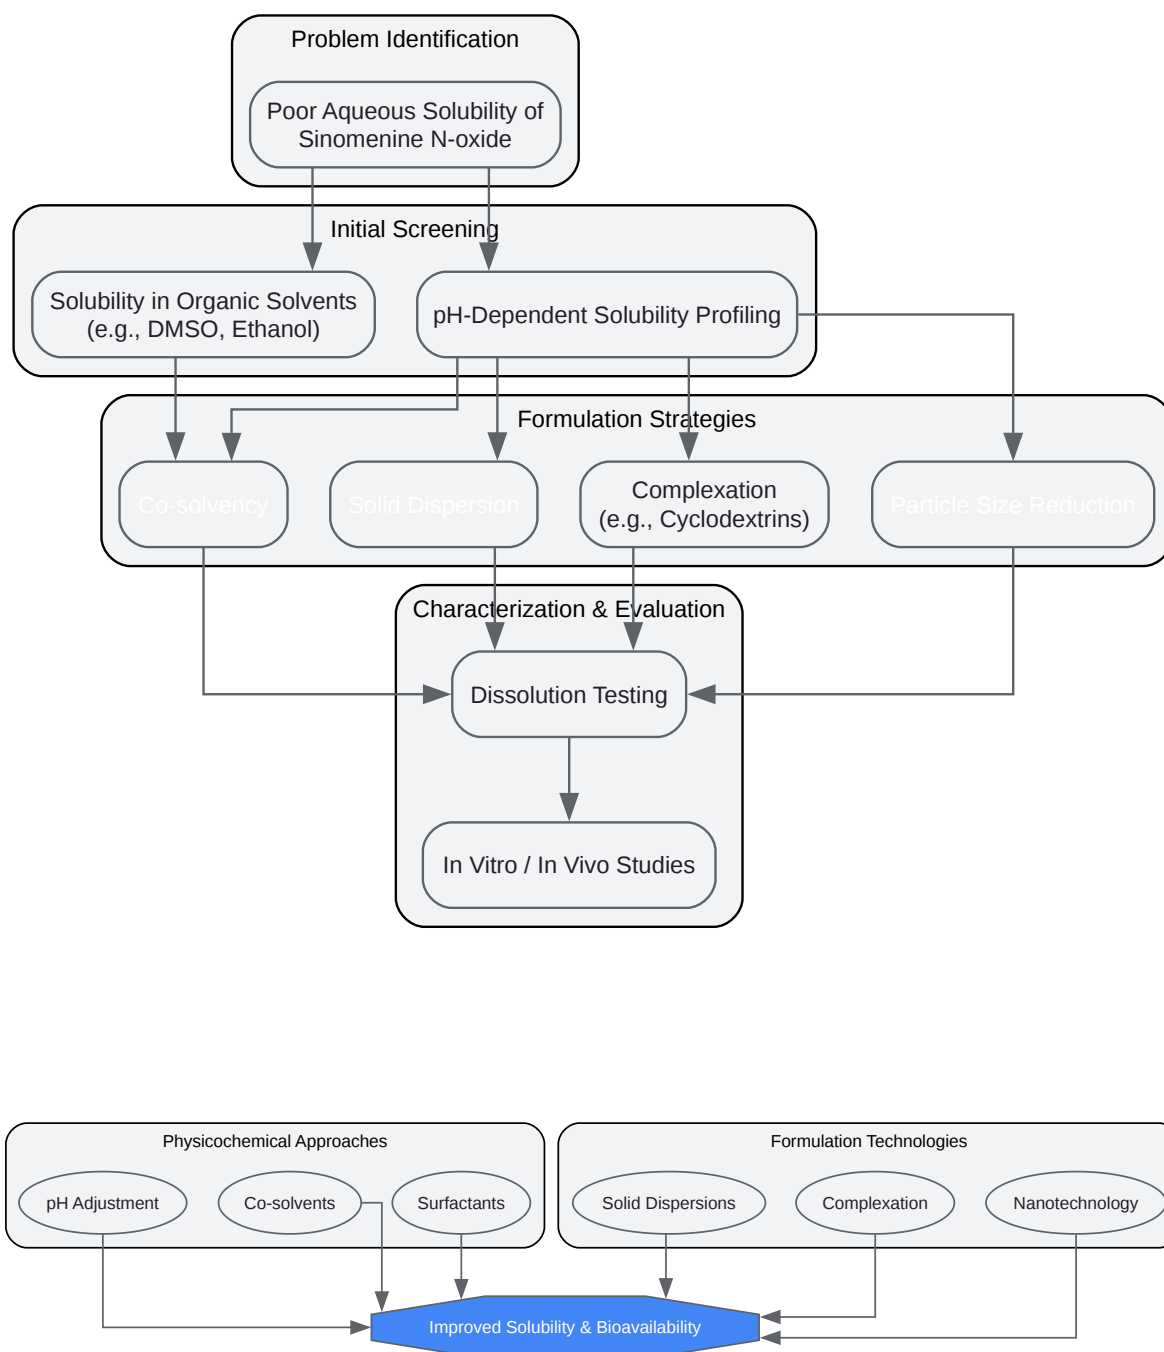 Problem Identification
Poor Aqueous Solubility of
Sinomenine N-oxide
Initial Screening
Solubility in Organic Solvents
(e.g., DMSO, Ethanol)
pH-Dependent Solubility Profiling
Formulation Strategies
Co-solvency
Solid Dispersion
Complexation
(e.g., Cyclodextrins)
Particle Size Reduction
Characterization & Evaluation
Dissolution Testing
In Vitro / In Vivo Studies
Physicochemical Approaches
pH Adjustment
Co-solvents
Surfactants
Formulation Technologies
Solid Dispersions
Complexation
Nanotechnology
Improved Solubility & Bioavailability